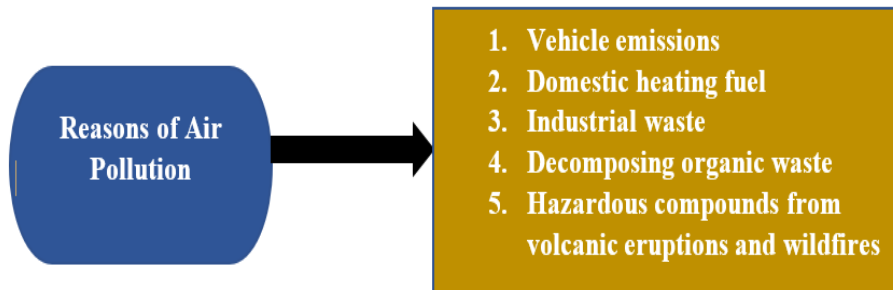 Reasons of Air
Pollution
1. Vehicle emissions
2. Domestic heating fuel
3. Industrial waste
4. Decomposing organic waste
5. Hazardous compounds from
volcanic eruptions and wildfires